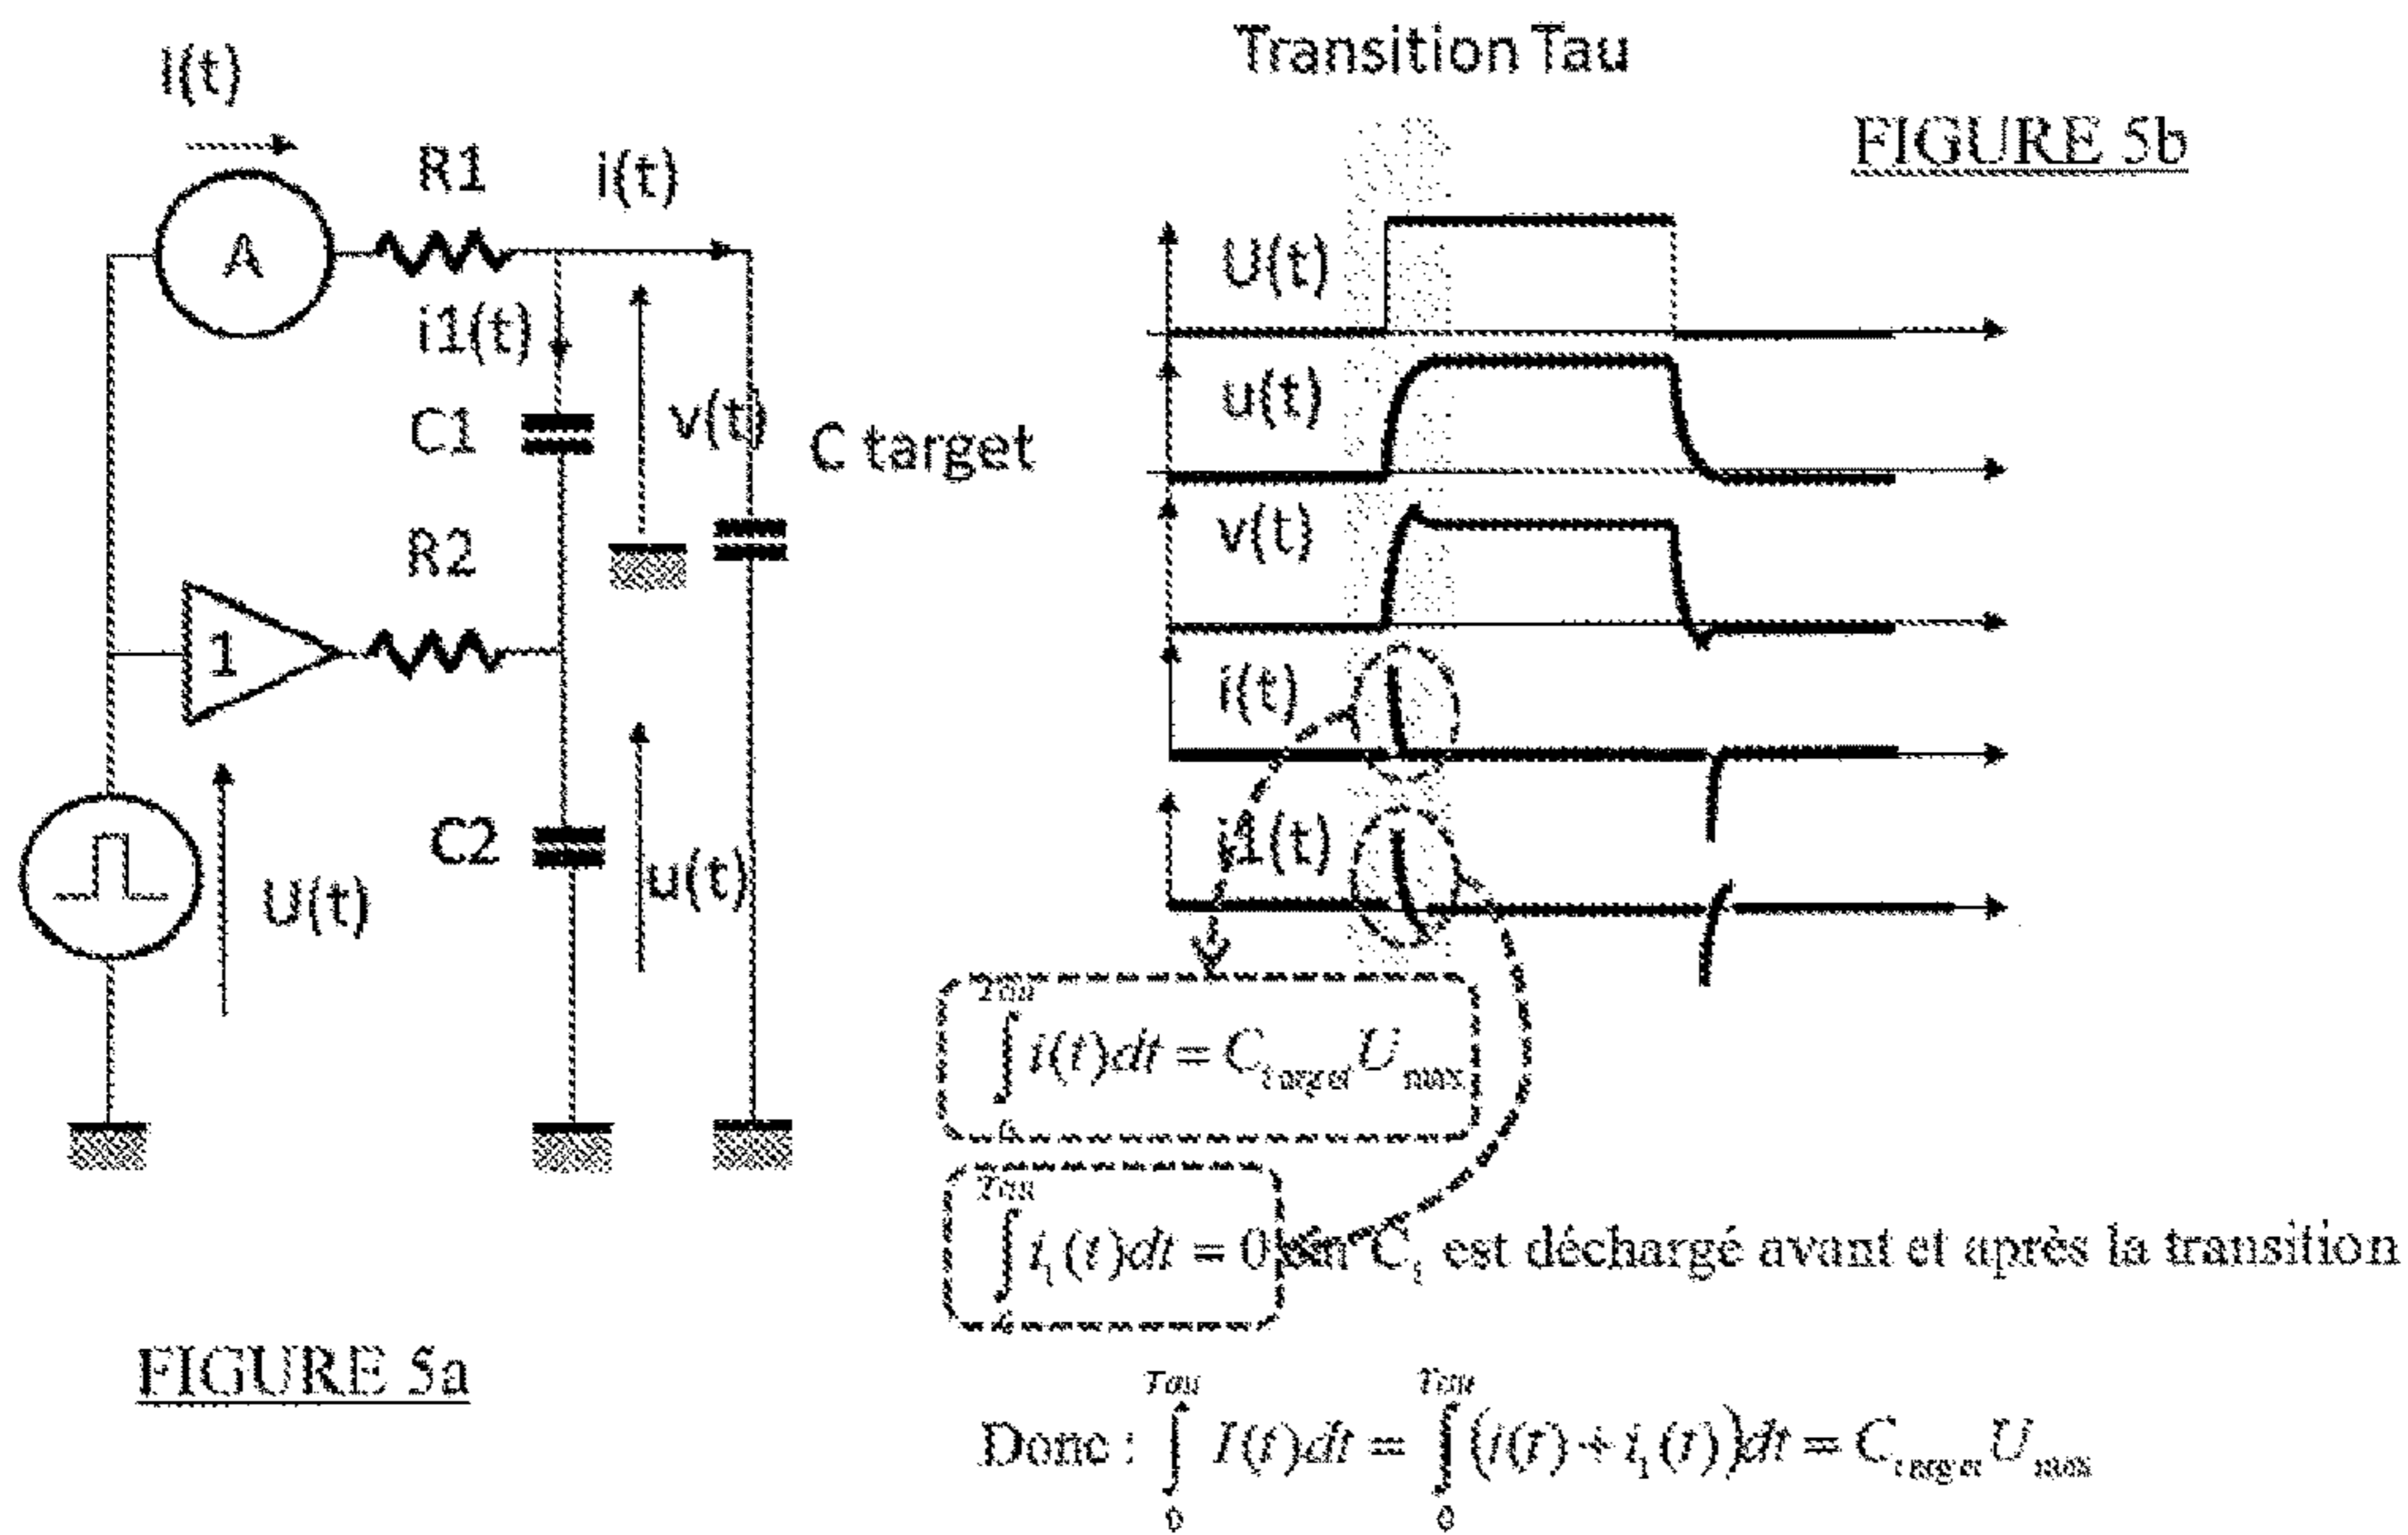 I(t)
A
R1
i(t)
i1(t)
C1
v(t)
C target
R2
1
C2
U(t)
u(t)
FIGURE 5a
Transition Tau
FIGURE 5b
U(t)
u(t)
v(t)
i(t)
i1(t)
∫₀^Tau i(t)dt = C_target U_max
∫₀^Tau i₁(t)dt = 0 car C₁ est déchargé avant et après la transition
Donc : ∫₀^Tau I(t)dt = ∫₀^Tau (i(t) + i₁(t))dt = C_target U_max